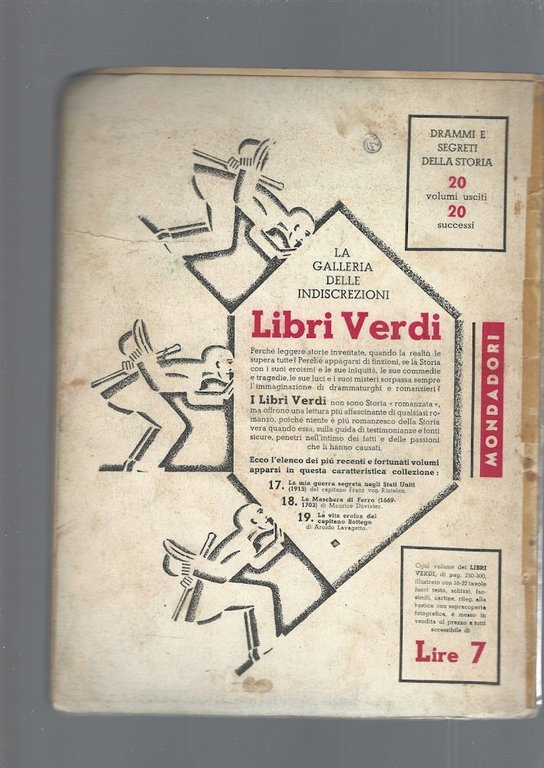 DRAMMI E
SEGRETI
DELLA STORIA
20
volumi usciti
20
successi
LA
GALLERIA
DELLE
INDISCREZIONI
Libri Verdi
Perchè leggere storie inventate, quando la realtà le
supera tutte? Perchè appagarsi di finzioni, se la Storia
con i suoi eroismi e le sue iniquità, le sue commedie
e tragedie, le sue luci e i suoi misteri sorpassa sempre
l'immaginazione di drammaturghi e romanzieri?
I Libri Verdi non sono Storia « romanzata »,
ma offrono una lettura più affascinante di qualsiasi ro-
manzo, poichè niente è più romanzesco della Storia
vera quando essa, sulla guida di testimonianze e fonti
sicure, penetri nell'intimo dei fatti e delle passioni
che li hanno causati.
Ecco l'elenco dei più recenti e fortunati volumi
apparsi in questa caratteristica collezione :
17. La mia guerra segreta negli Stati Uniti
(1915) del capitano Franz von Rintelen.
18. La Maschera di Ferro (1669-
1703) di Maurice Duvivier.
19. La vita eroica del
capitano Bottego
di Aroldo Lavagetto.
MONDADORI
Ogni volume dei LIBRI
VERDI, di pag. 250-300,
illustrato con 16-32 tavole
fuori testo, schizzi, fac-
simili, cartine, rileg. alla
rustica con sopracoperta
fotografica, è messo in
vendita al prezzo a tutti
accessibile di
Lire 7